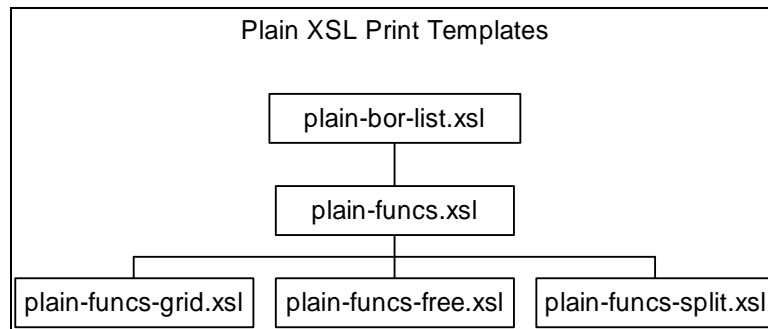 Plain XSL Print Templates
plain-bor-list.xsl
plain-funcs.xsl
plain-funcs-grid.xsl
plain-funcs-free.xsl
plain-funcs-split.xsl